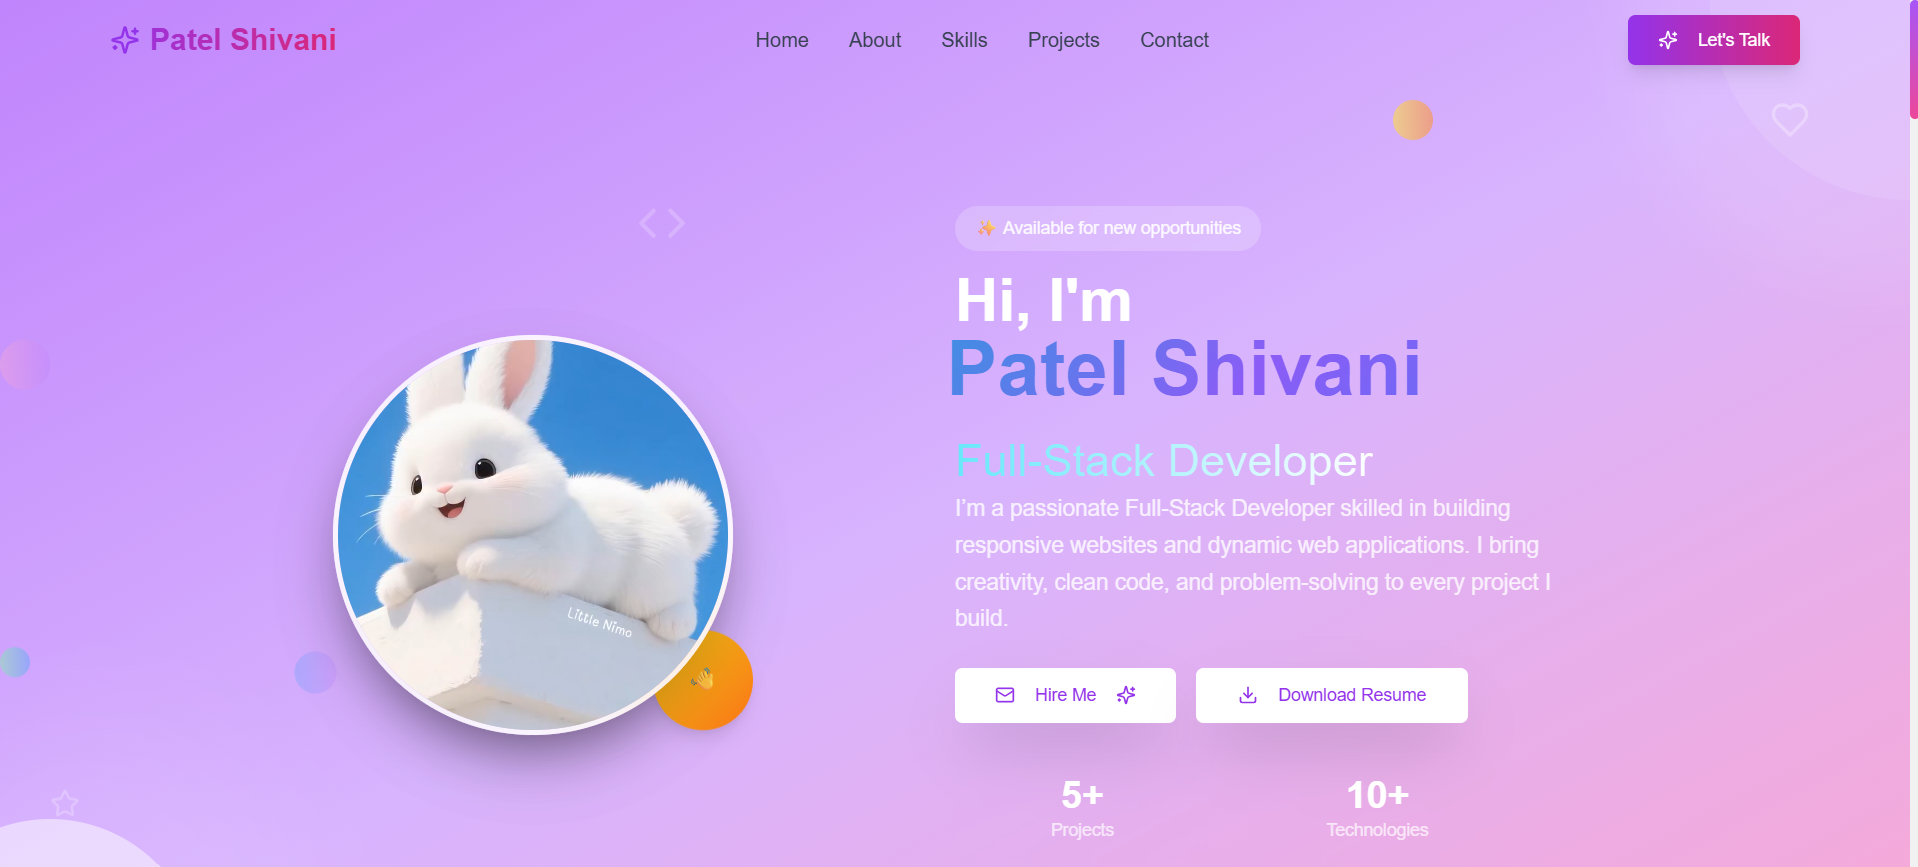 Patel Shivani
Home
About
Skills
Projects
Contact
Let's Talk
✨ Available for new opportunities
Hi, I'm
Patel Shivani
Full-Stack Developer
I’m a passionate Full-Stack Developer skilled in building
responsive websites and dynamic web applications. I bring
creativity, clean code, and problem-solving to every project I
build.
Little Nimo
Hire Me
Download Resume
5+
Projects
10+
Technologies